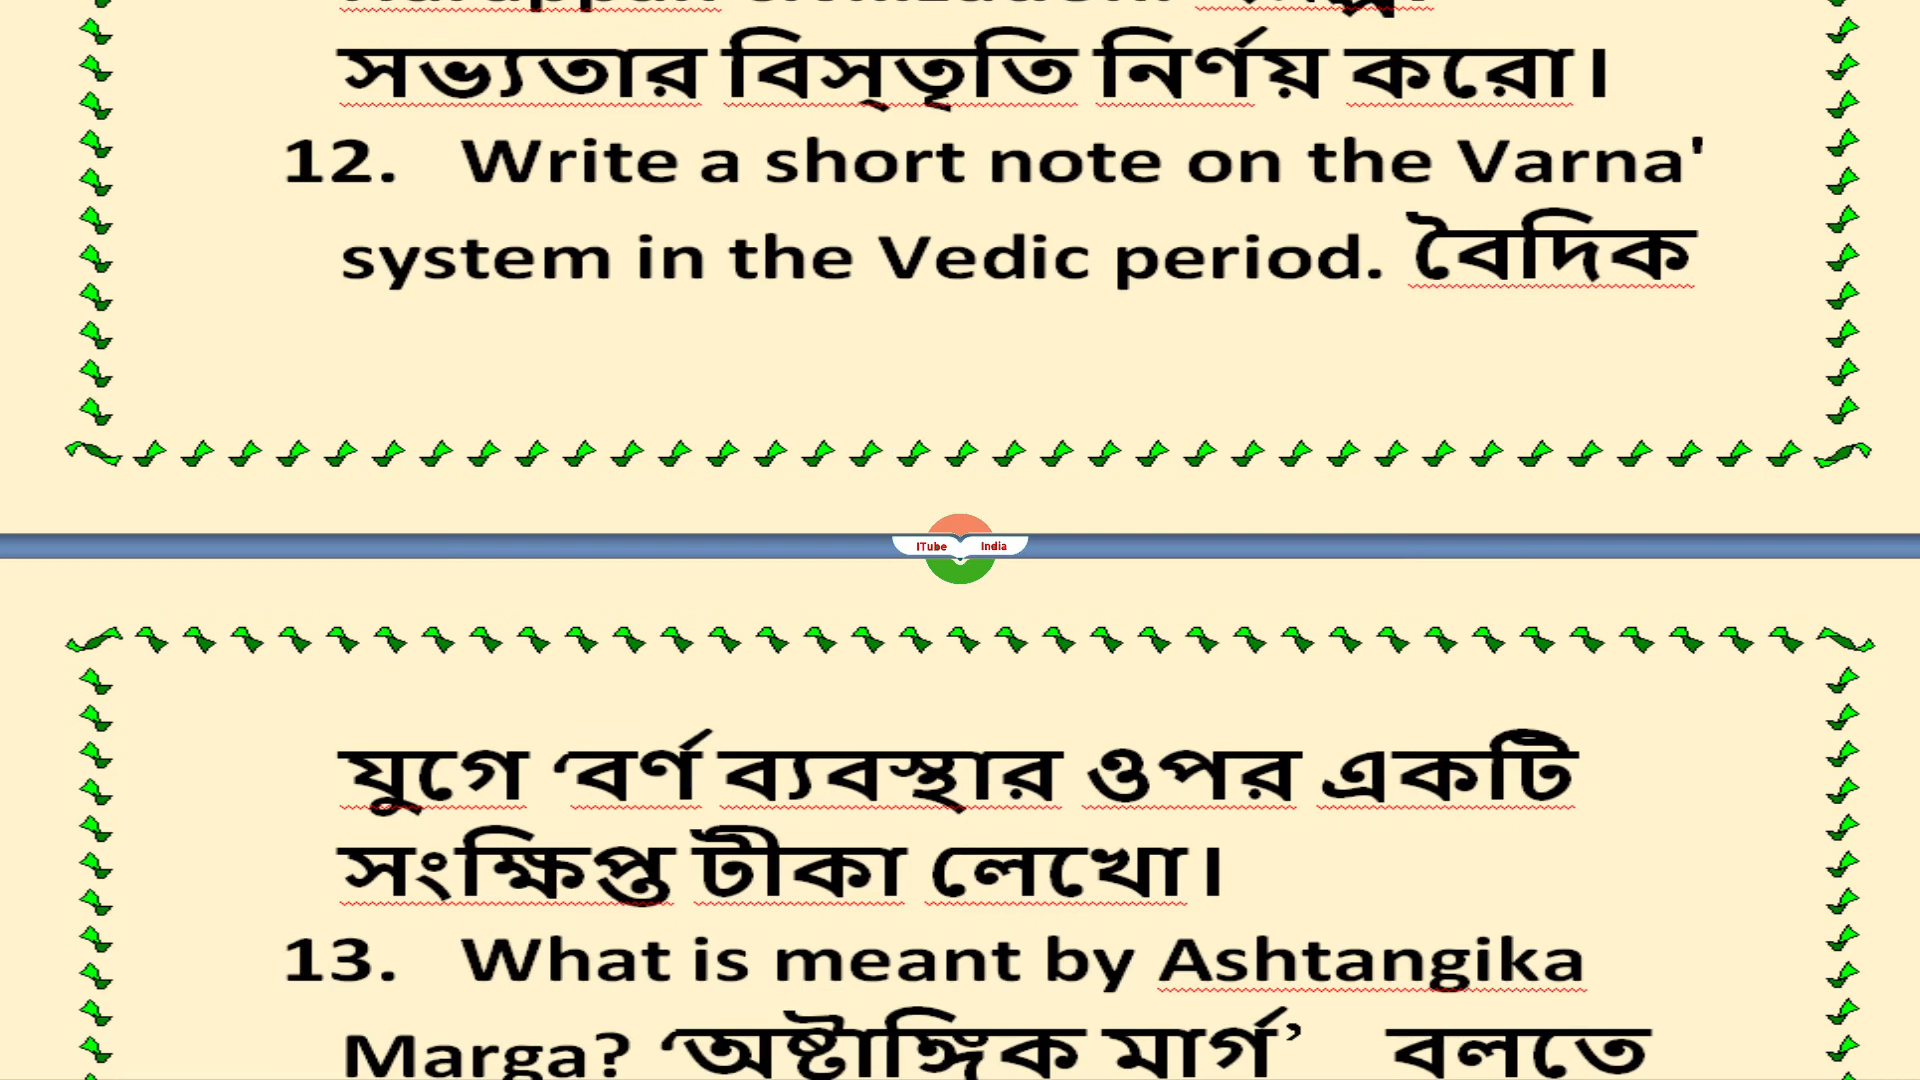 সভ্যতার বিস্তৃতি নির্ণয় করো।
12. Write a short note on the Varna'
system in the Vedic period. বৈদিক
ITube India
যুগে ‘বর্ণ ব্যবস্থার ওপর একটি
সংক্ষিপ্ত টীকা লেখো।
13. What is meant by Ashtangika
Marga? ‘অষ্টাঙ্গিক মার্গ’ বলতে